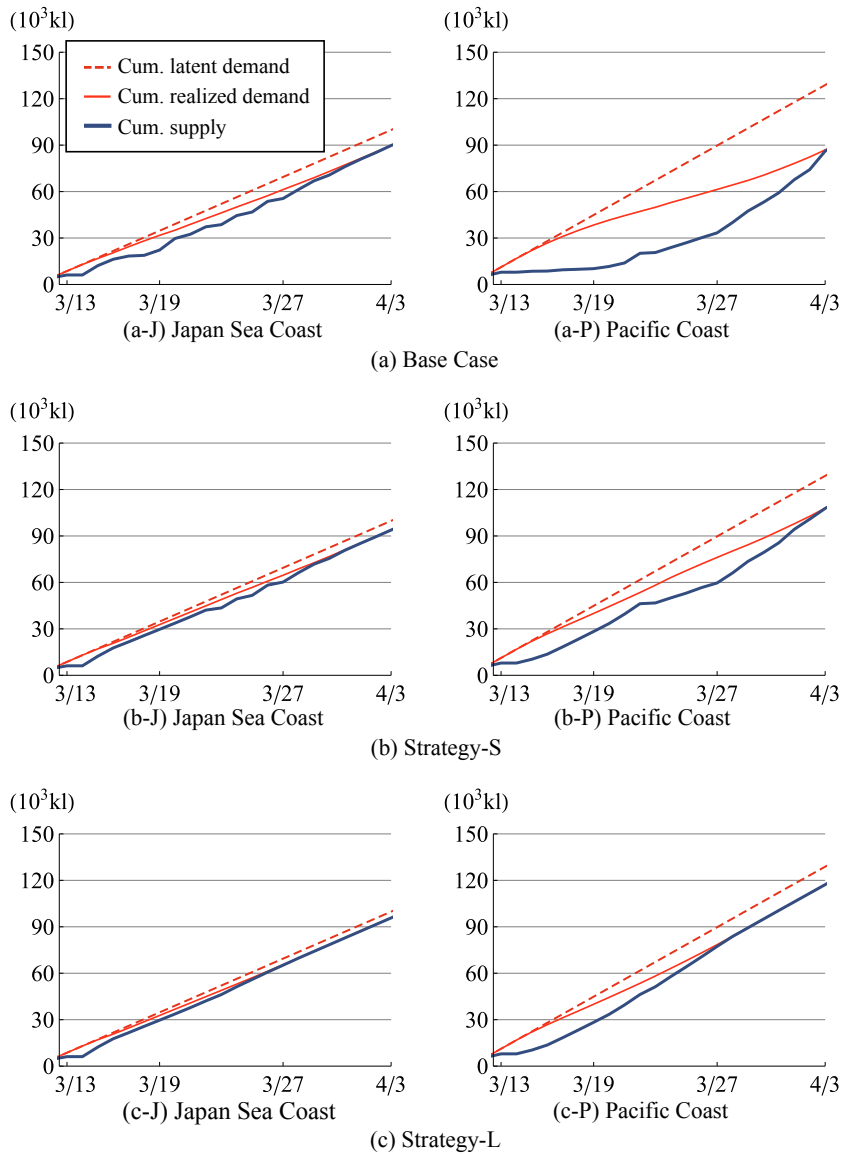 (10³kl)
150
120
90
60
30
0
Cum. latent demand
Cum. realized demand
Cum. supply
3/13 3/19 3/27 4/3
(a-J) Japan Sea Coast
(10³kl)
150
120
90
60
30
0
3/13 3/19 3/27 4/3
(a-P) Pacific Coast
(a) Base Case
(10³kl)
150
120
90
60
30
0
3/13 3/19 3/27 4/3
(b-J) Japan Sea Coast
(10³kl)
150
120
90
60
30
0
3/13 3/19 3/27 4/3
(b-P) Pacific Coast
(b) Strategy-S
(10³kl)
150
120
90
60
30
0
3/13 3/19 3/27 4/3
(c-J) Japan Sea Coast
(10³kl)
150
120
90
60
30
0
3/13 3/19 3/27 4/3
(c-P) Pacific Coast
(c) Strategy-L